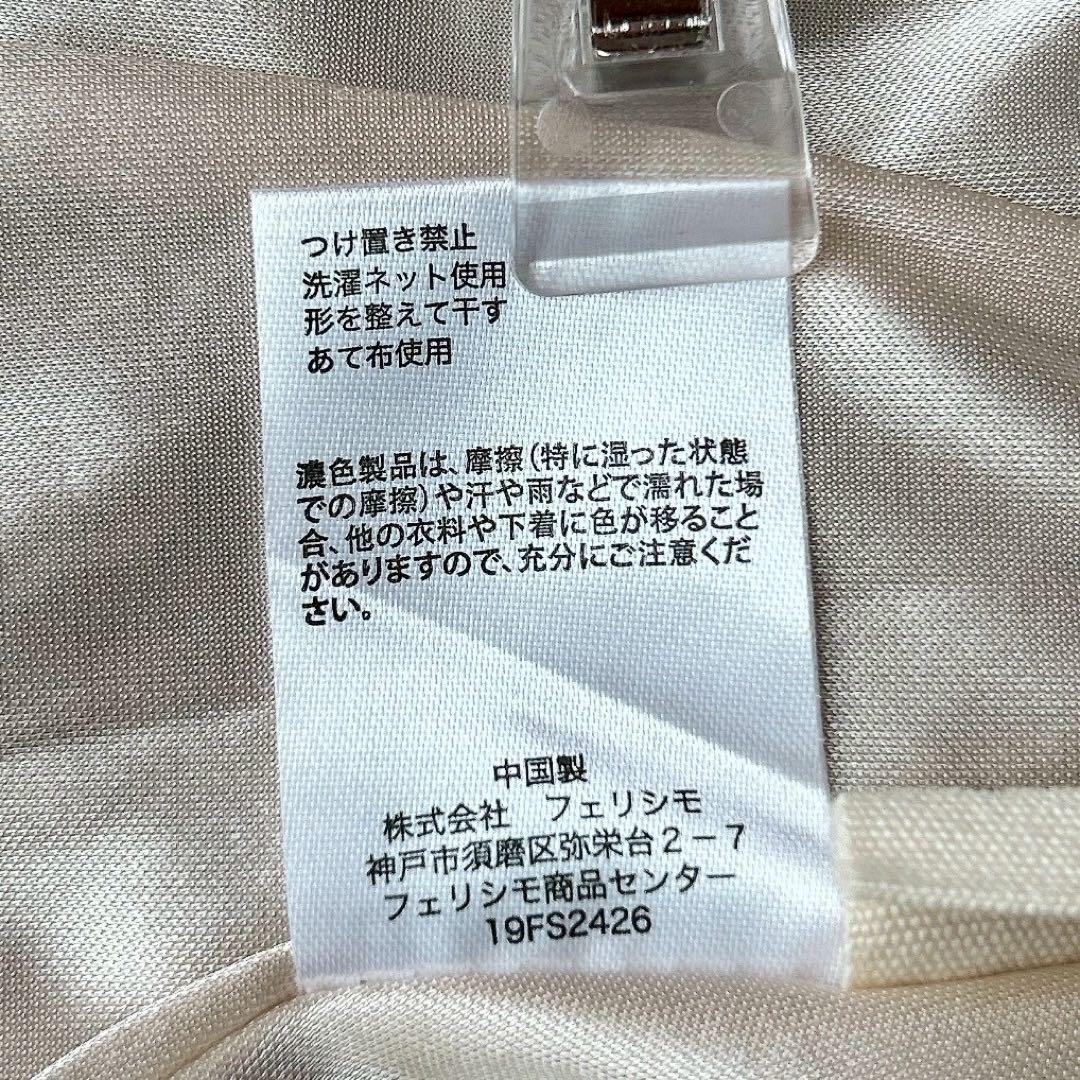 つけ置き禁止
洗濯ネット使用
形を整えて干す
あて布使用
濃色製品は、摩擦(特に湿った状態
での摩擦)や汗や雨などで濡れた場
合、他の衣料や下着に色が移ること
がありますので、充分にご注意くだ
さい。
中国製
株式会社　フェリシモ
神戸市須磨区弥栄台2－7
フェリシモ商品センター
19FS2426